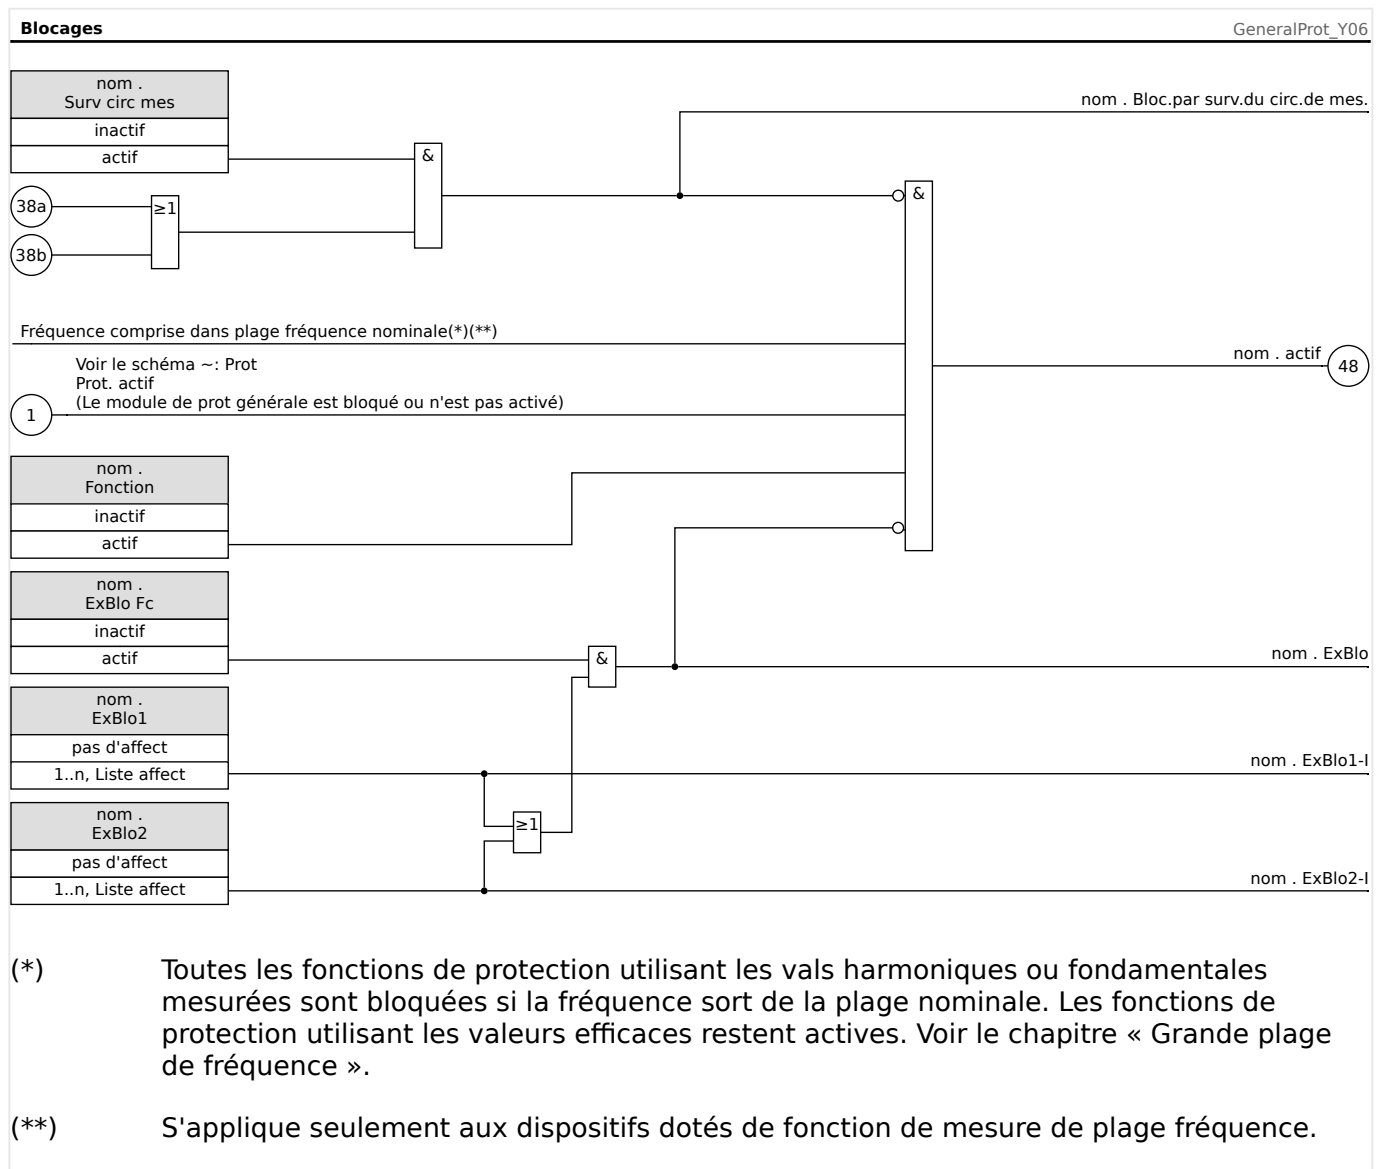 Blocages
GeneralProt_Y06
nom .
Surv circ mes
inactif
actif
nom . Bloc.par surv.du circ.de mes.
&
&
38a
≥1
38b
Fréquence comprise dans plage fréquence nominale(*)(**)
Voir le schéma ~: Prot
Prot. actif
(Le module de prot générale est bloqué ou n'est pas activé)
1
nom . actif
48
nom .
Fonction
inactif
actif
nom .
ExBlo Fc
inactif
actif
&
nom . ExBlo
nom .
ExBlo1
pas d'affect
1..n, Liste affect
nom . ExBlo1-I
nom .
ExBlo2
≥1
pas d'affect
1..n, Liste affect
nom . ExBlo2-I
(*) Toutes les fonctions de protection utilisant les vals harmoniques ou fondamentales
mesurées sont bloquées si la fréquence sort de la plage nominale. Les fonctions de
protection utilisant les valeurs efficaces restent actives. Voir le chapitre « Grande plage
de fréquence ».
(**) S'applique seulement aux dispositifs dotés de fonction de mesure de plage fréquence.